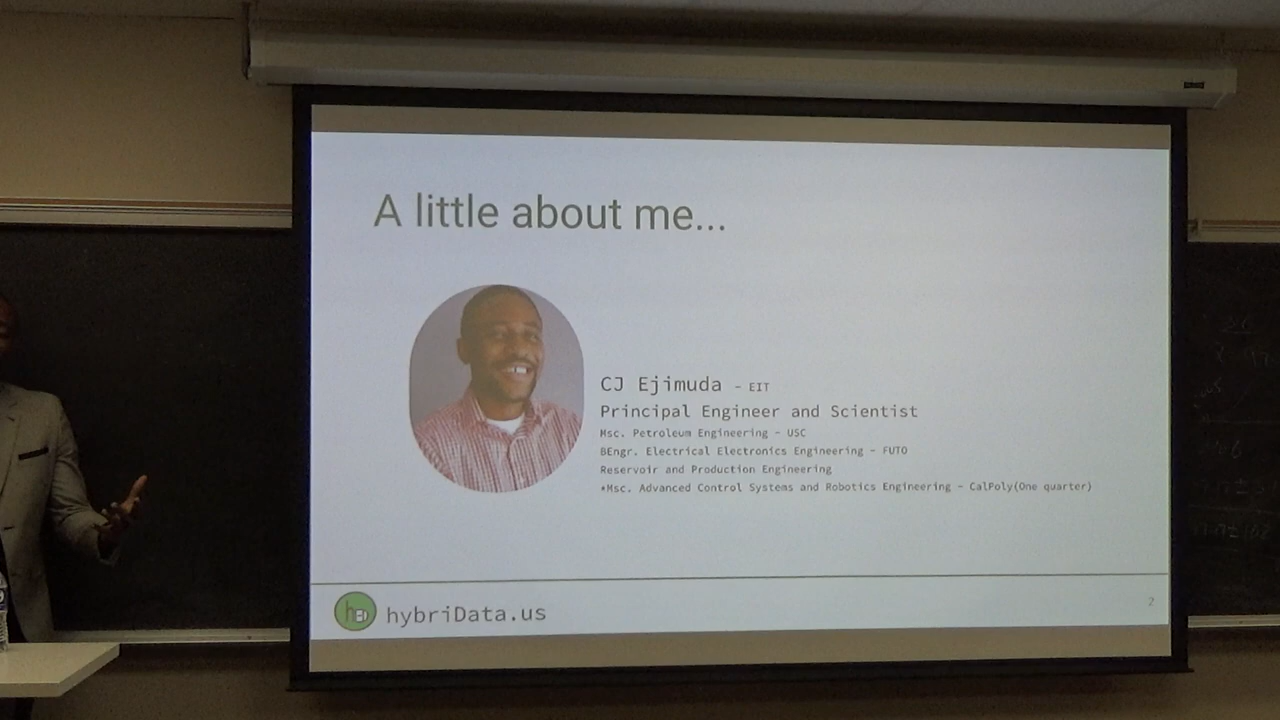 A little about me...
CJ Ejimuda - EIT
Principal Engineer and Scientist
Msc. Petroleum Engineering - USC
BEngr. Electrical Electronics Engineering - FUTO
Reservoir and Production Engineering
*Msc. Advanced Control Systems and Robotics Engineering - CalPoly(One quarter)
hybriData.us
2